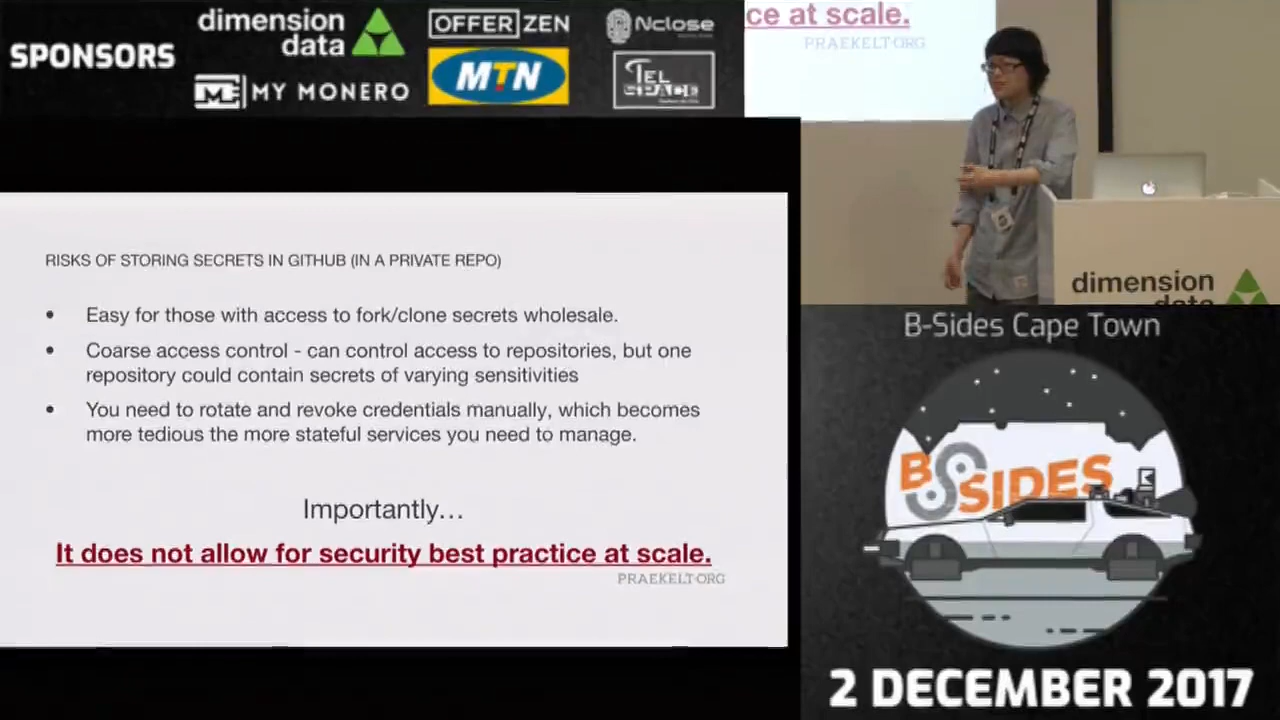 SPONSORS
dimension
data
OFFERZEN
Nclose
MY MONERO
MTN
TEL
SPACE
ce at scale.
PRAEKELT·ORG
RISKS OF STORING SECRETS IN GITHUB (IN A PRIVATE REPO)
• Easy for those with access to fork/clone secrets wholesale.
• Coarse access control - can control access to repositories, but one
repository could contain secrets of varying sensitivities
• You need to rotate and revoke credentials manually, which becomes
more tedious the more stateful services you need to manage.
Importantly…
It does not allow for security best practice at scale.
PRAEKELT·ORG
dimension
data
B-Sides Cape Town
BSIDES
2 DECEMBER 2017